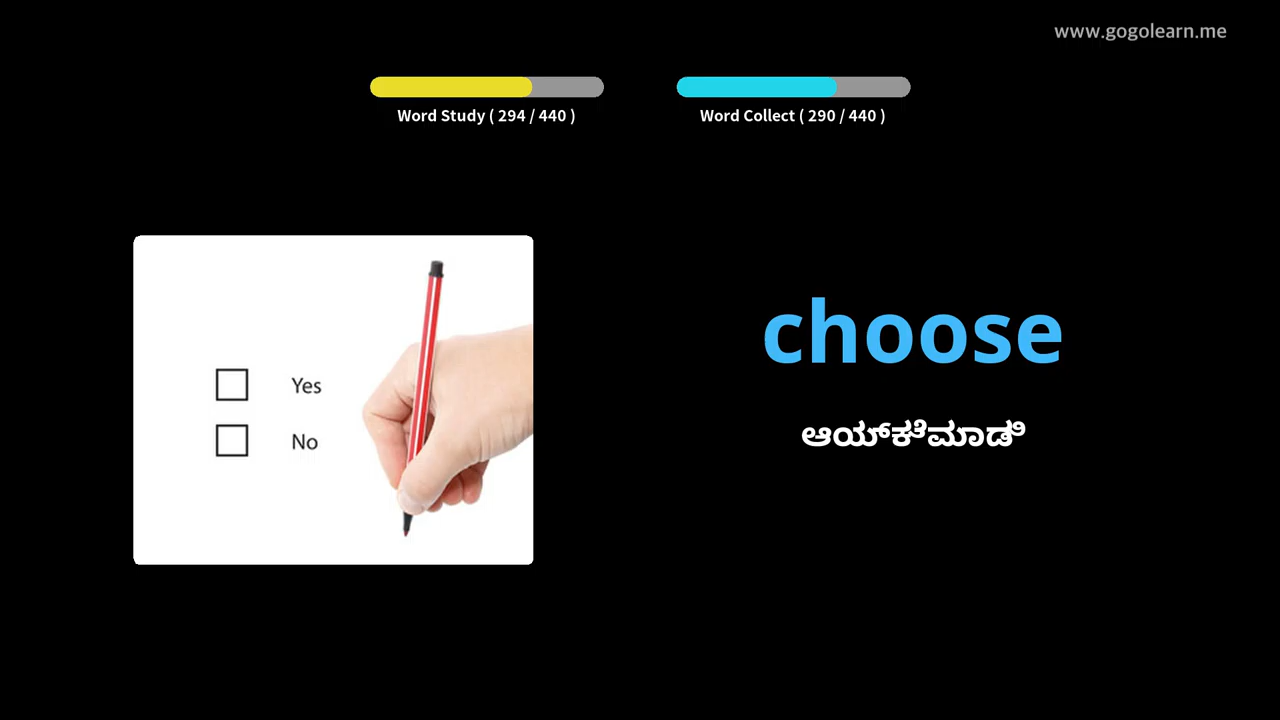 www.gogolearn.me
Word Study ( 294 / 440 )
Word Collect ( 290 / 440 )
choose
ಆಯ್ಕೆಮಾಡಿ
Yes
No